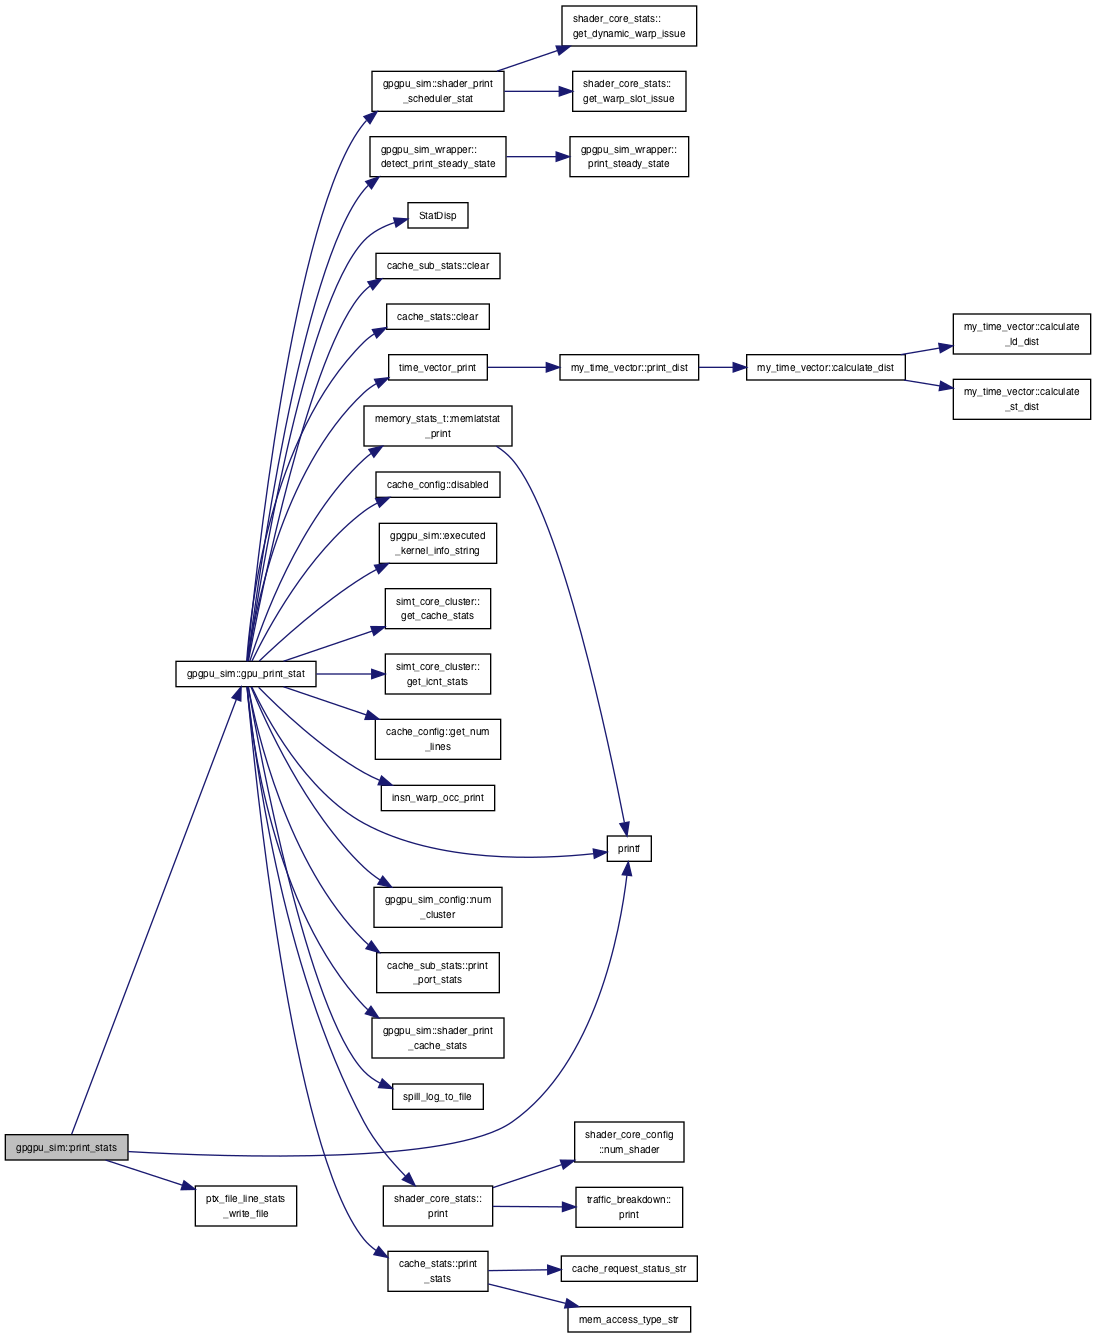 shader_core_stats::
get_dynamic_warp_issue
gpgpu_sim::shader_print
_scheduler_stat
shader_core_stats::
get_warp_slot_issue
gpgpu_sim_wrapper::
detect_print_steady_state
gpgpu_sim_wrapper::
print_steady_state
StatDisp
cache_sub_stats::clear
cache_stats::clear
time_vector_print
my_time_vector::print_dist
my_time_vector::calculate_dist
my_time_vector::calculate
_ld_dist
my_time_vector::calculate
_st_dist
memory_stats_t::memlatstat
_print
cache_config::disabled
gpgpu_sim::executed
_kernel_info_string
simt_core_cluster::
get_cache_stats
gpgpu_sim::gpu_print_stat
simt_core_cluster::
get_icnt_stats
cache_config::get_num
_lines
insn_warp_occ_print
printf
gpgpu_sim_config::num
_cluster
cache_sub_stats::print
_port_stats
gpgpu_sim::shader_print
_cache_stats
spill_log_to_file
gpgpu_sim::print_stats
ptx_file_line_stats
_write_file
shader_core_stats::
print
shader_core_config
::num_shader
traffic_breakdown::
print
cache_stats::print
_stats
cache_request_status_str
mem_access_type_str